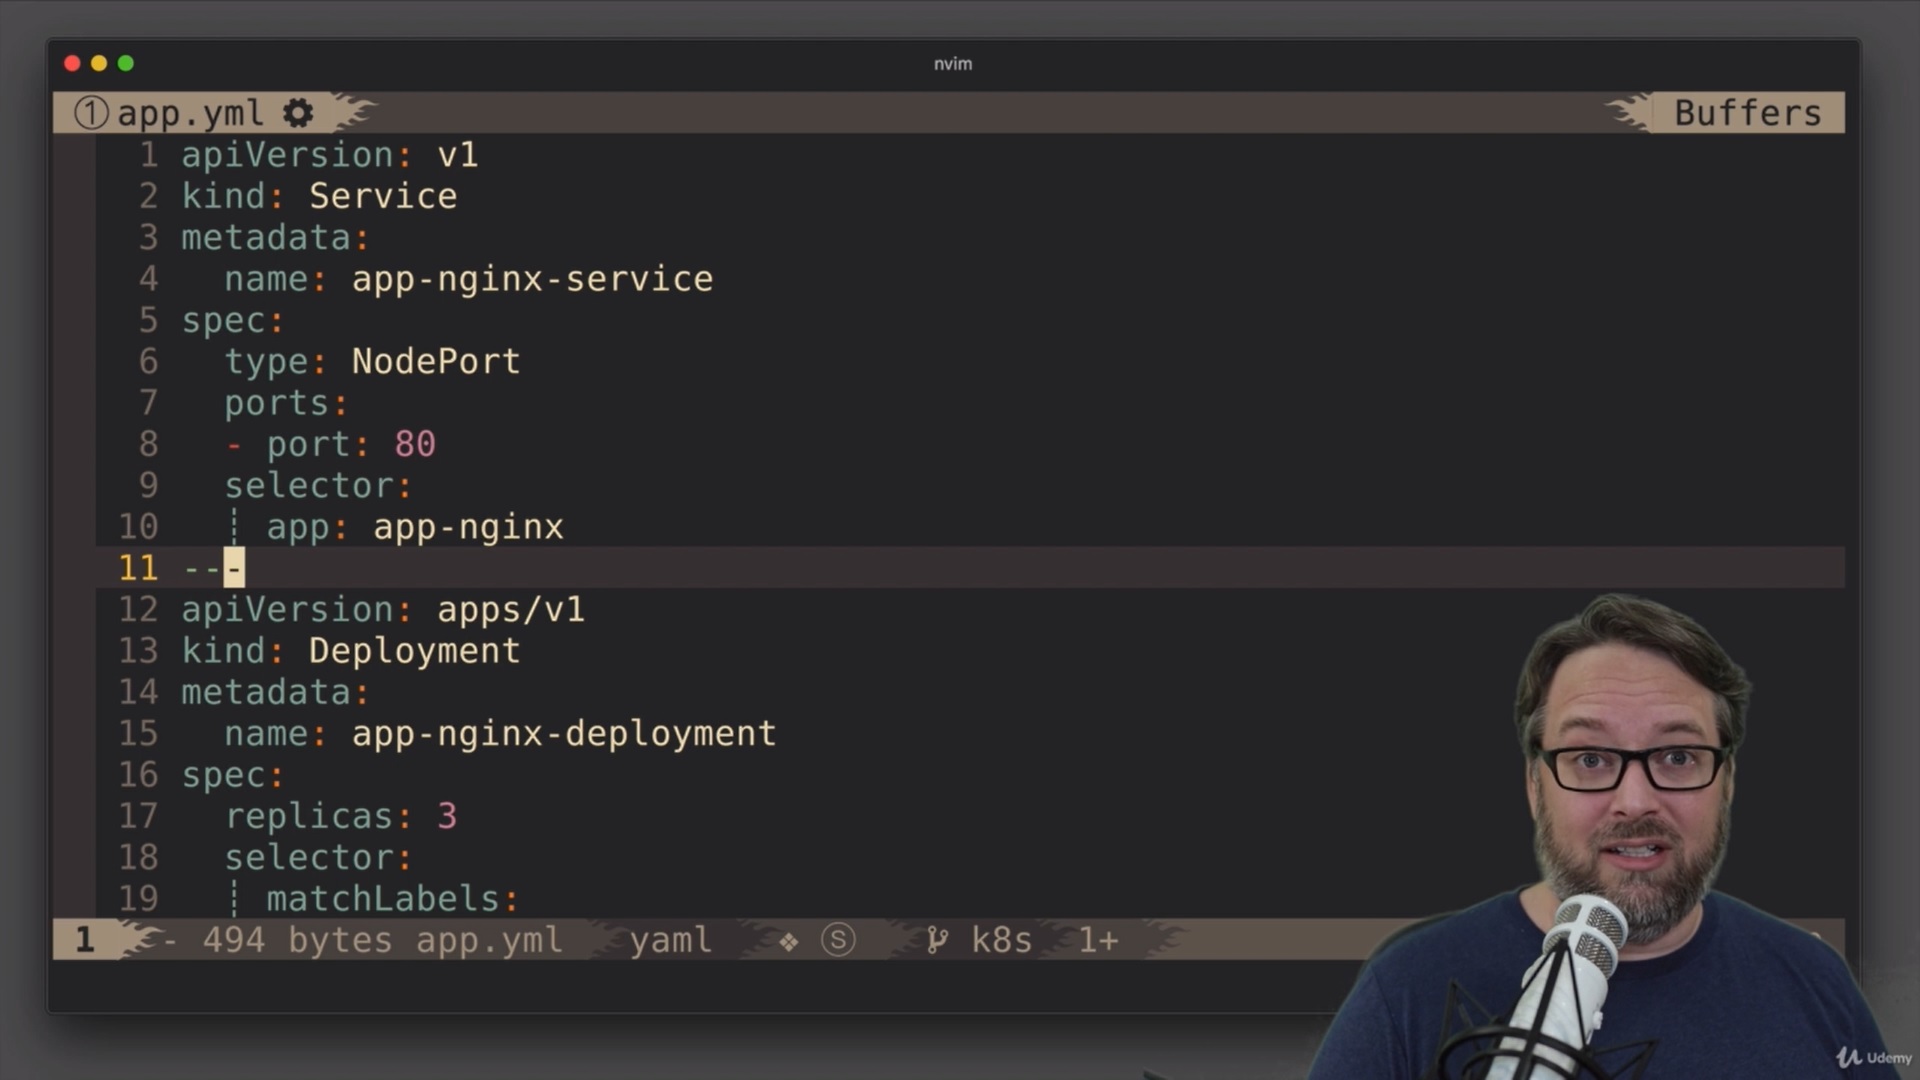 nvim
① app.yml
Buffers
1 apiVersion: v1
2 kind: Service
3 metadata:
4   name: app-nginx-service
5 spec:
6   type: NodePort
7   ports:
8   - port: 80
9   selector:
10     app: app-nginx
11 ---
12 apiVersion: apps/v1
13 kind: Deployment
14 metadata:
15   name: app-nginx-deployment
16 spec:
17   replicas: 3
18   selector:
19     matchLabels:
1 - 494 bytes app.yml yaml Ⓢ k8s 1+
Udemy